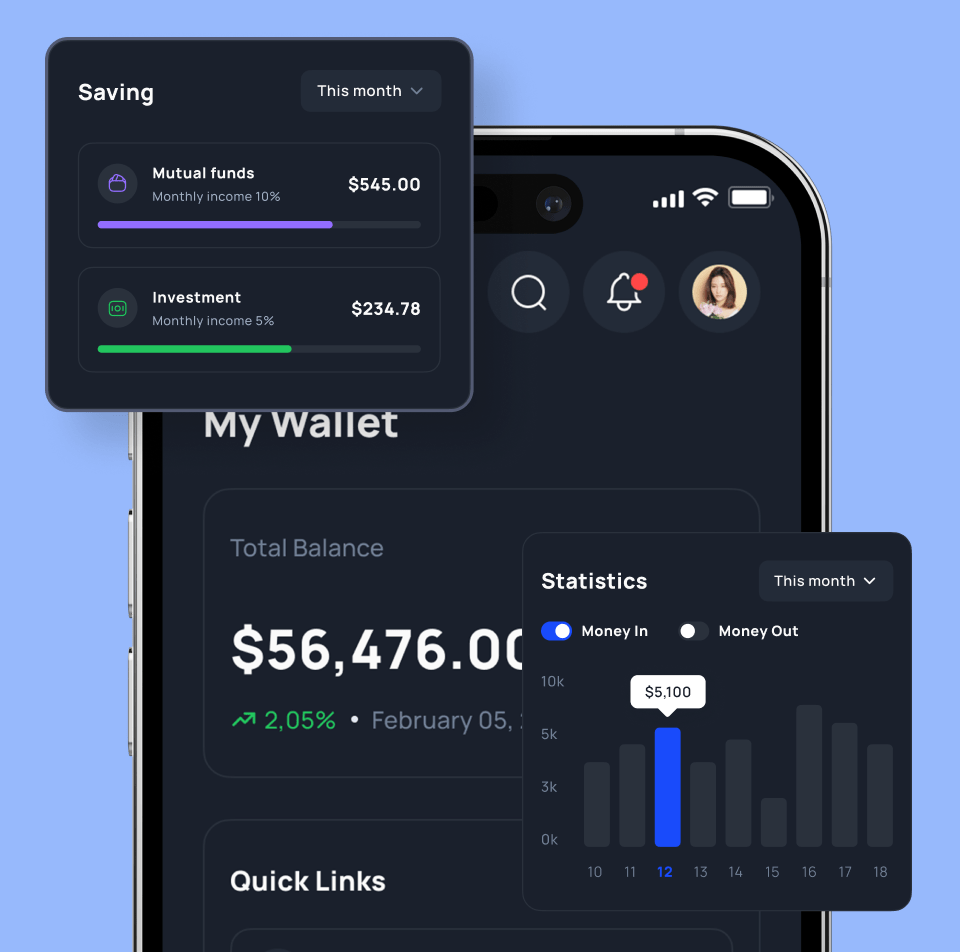 Saving
This month
Mutual funds
Monthly income 10%
$545.00
Investment
Monthly income 5%
$234.78
My Wallet
Total Balance
$56,476.00
2,05% • February 05,
Quick Links
Statistics
This month
Money In
Money Out
10k
5k
3k
0k
$5,100
10 11 12 13 14 15 16 17 18